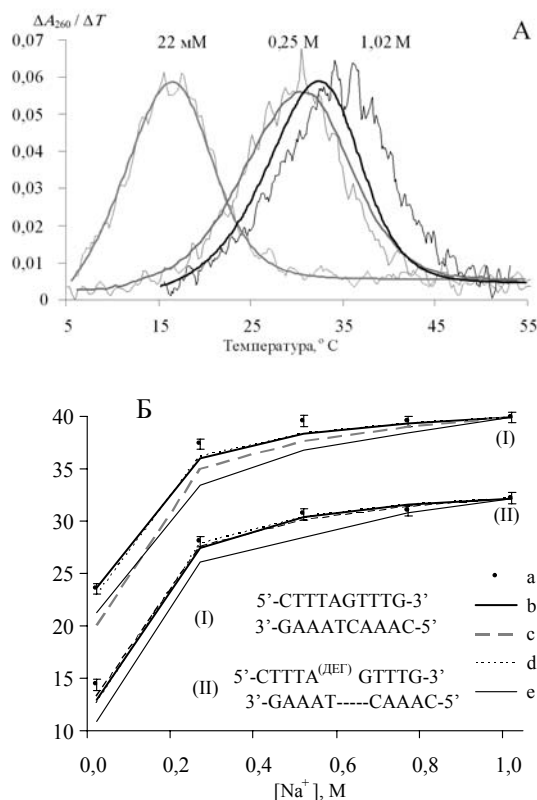 ΔA260 / ΔT
А
22 мМ 0,25 М 1,02 М
0,07
0,06
0,05
0,04
0,03
0,02
0,01
0
5 15 25 35 45 55
Температура,° С
Б
40
35
30
25
20
15
10
(I)
(II)
(I)
5’-CTTTAGTTTG-3’
3’-GAAATCAAAC-5’
(II)
5’-CTTTA(ДЕГ) GTTTG-3’
3’-GAAAT-----CAAAC-5’
a
b
c
d
e
0,0 0,2 0,4 0,6 0,8 1,0
[Na+], М